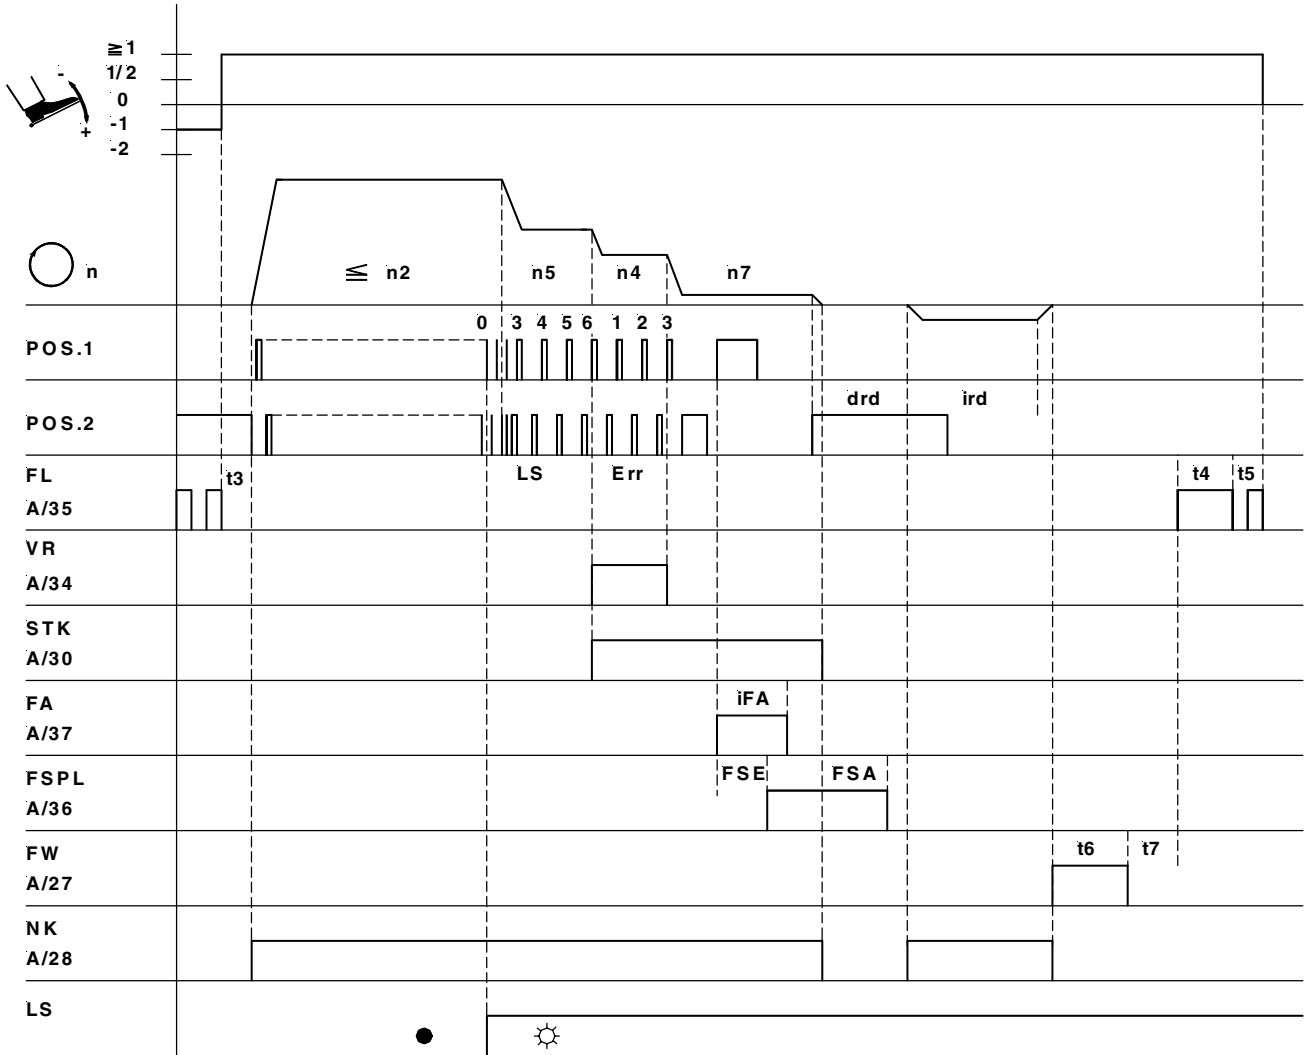 ≧1
1/2
0
-1
-2
-
+
n
≦ n2
n5
n4
n7
0 3 4 5 6 1 2 3
POS.1
drd ird
POS.2
LS Err
FL
t3
t4 t5
A/35
VR
A/34
STK
A/30
FA
iFA
A/37
FSPL
FSE FSA
A/36
FW
t6 t7
A/27
NK
A/28
LS